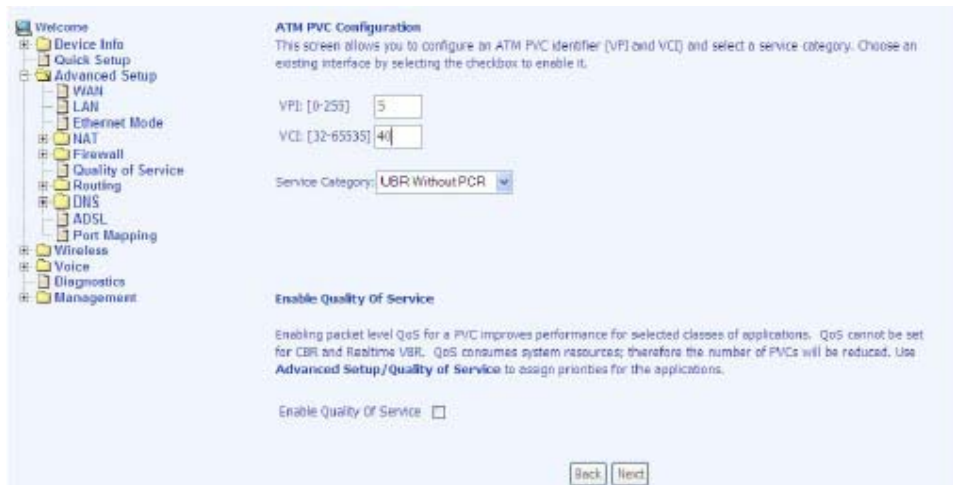 Welcome
Device Info
Quick Setup
Advanced Setup
WAN
LAN
Ethernet Mode
NAT
Firewall
Quality of Service
Routing
DNS
ADSL
Port Mapping
Wireless
Voice
Diagnostics
Management
ATM PVC Configuration
This screen allows you to configure an ATM PVC identifier (VPI and VCI) and select a service category. Choose an
existing interface by selecting the checkbox to enable it.
VPI: [0-255] 5
VCI: [32-65535] 40
Service Category: UBR Without PCR
Enable Quality Of Service
Enabling packet level QoS for a PVC improves performance for selected classes of applications. QoS cannot be set
for CBR and Realtime VBR. QoS consumes system resources; therefore the number of PVCs will be reduced. Use
Advanced Setup/Quality of Service to assign priorities for the applications.
Enable Quality Of Service
Back Next